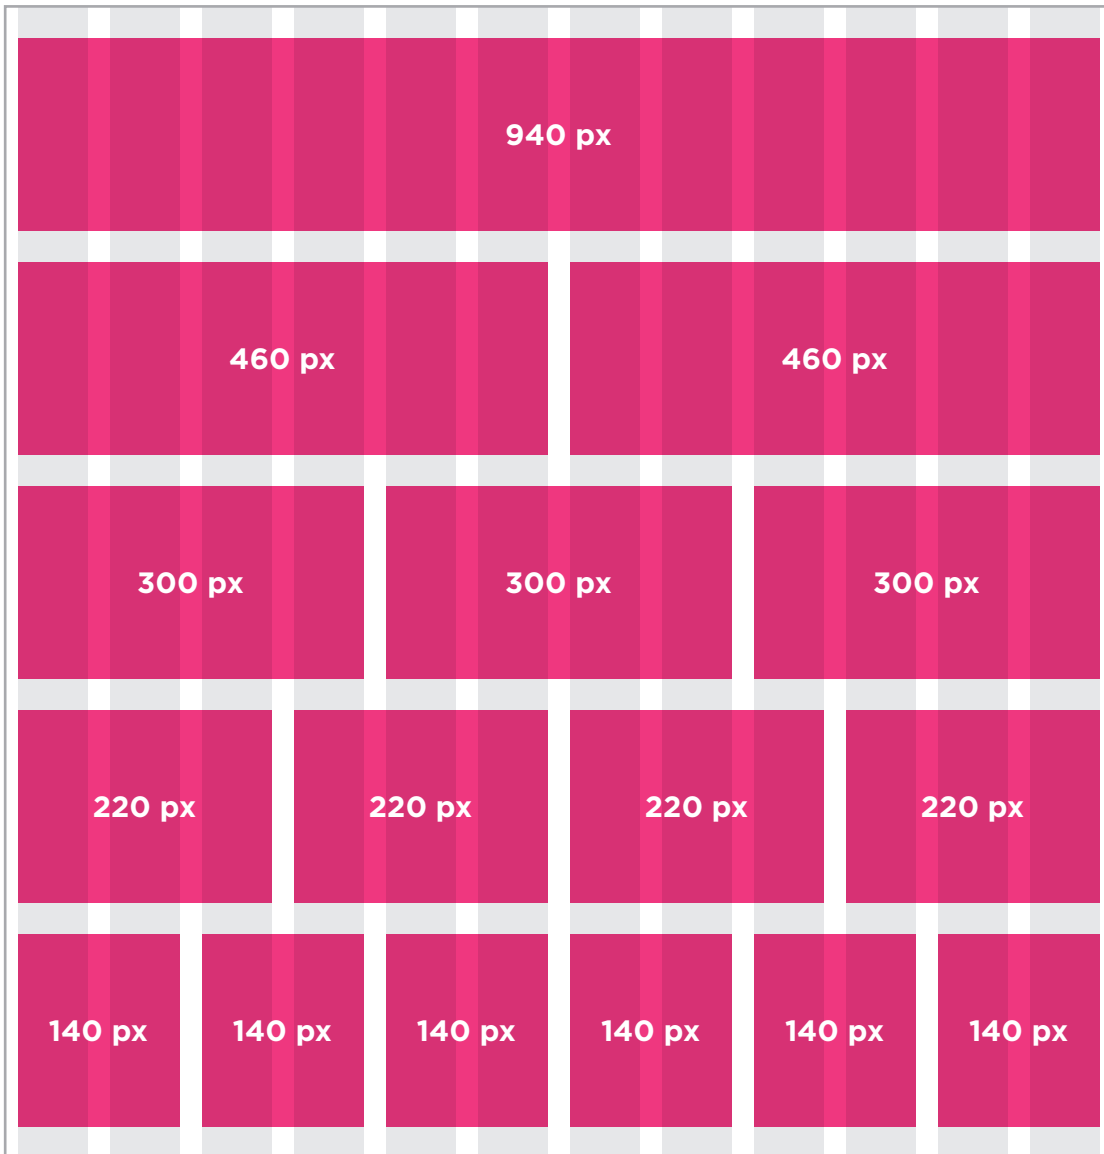 940 px
460 px 460 px
300 px 300 px 300 px
220 px 220 px 220 px 220 px
140 px 140 px 140 px 140 px 140 px 140 px